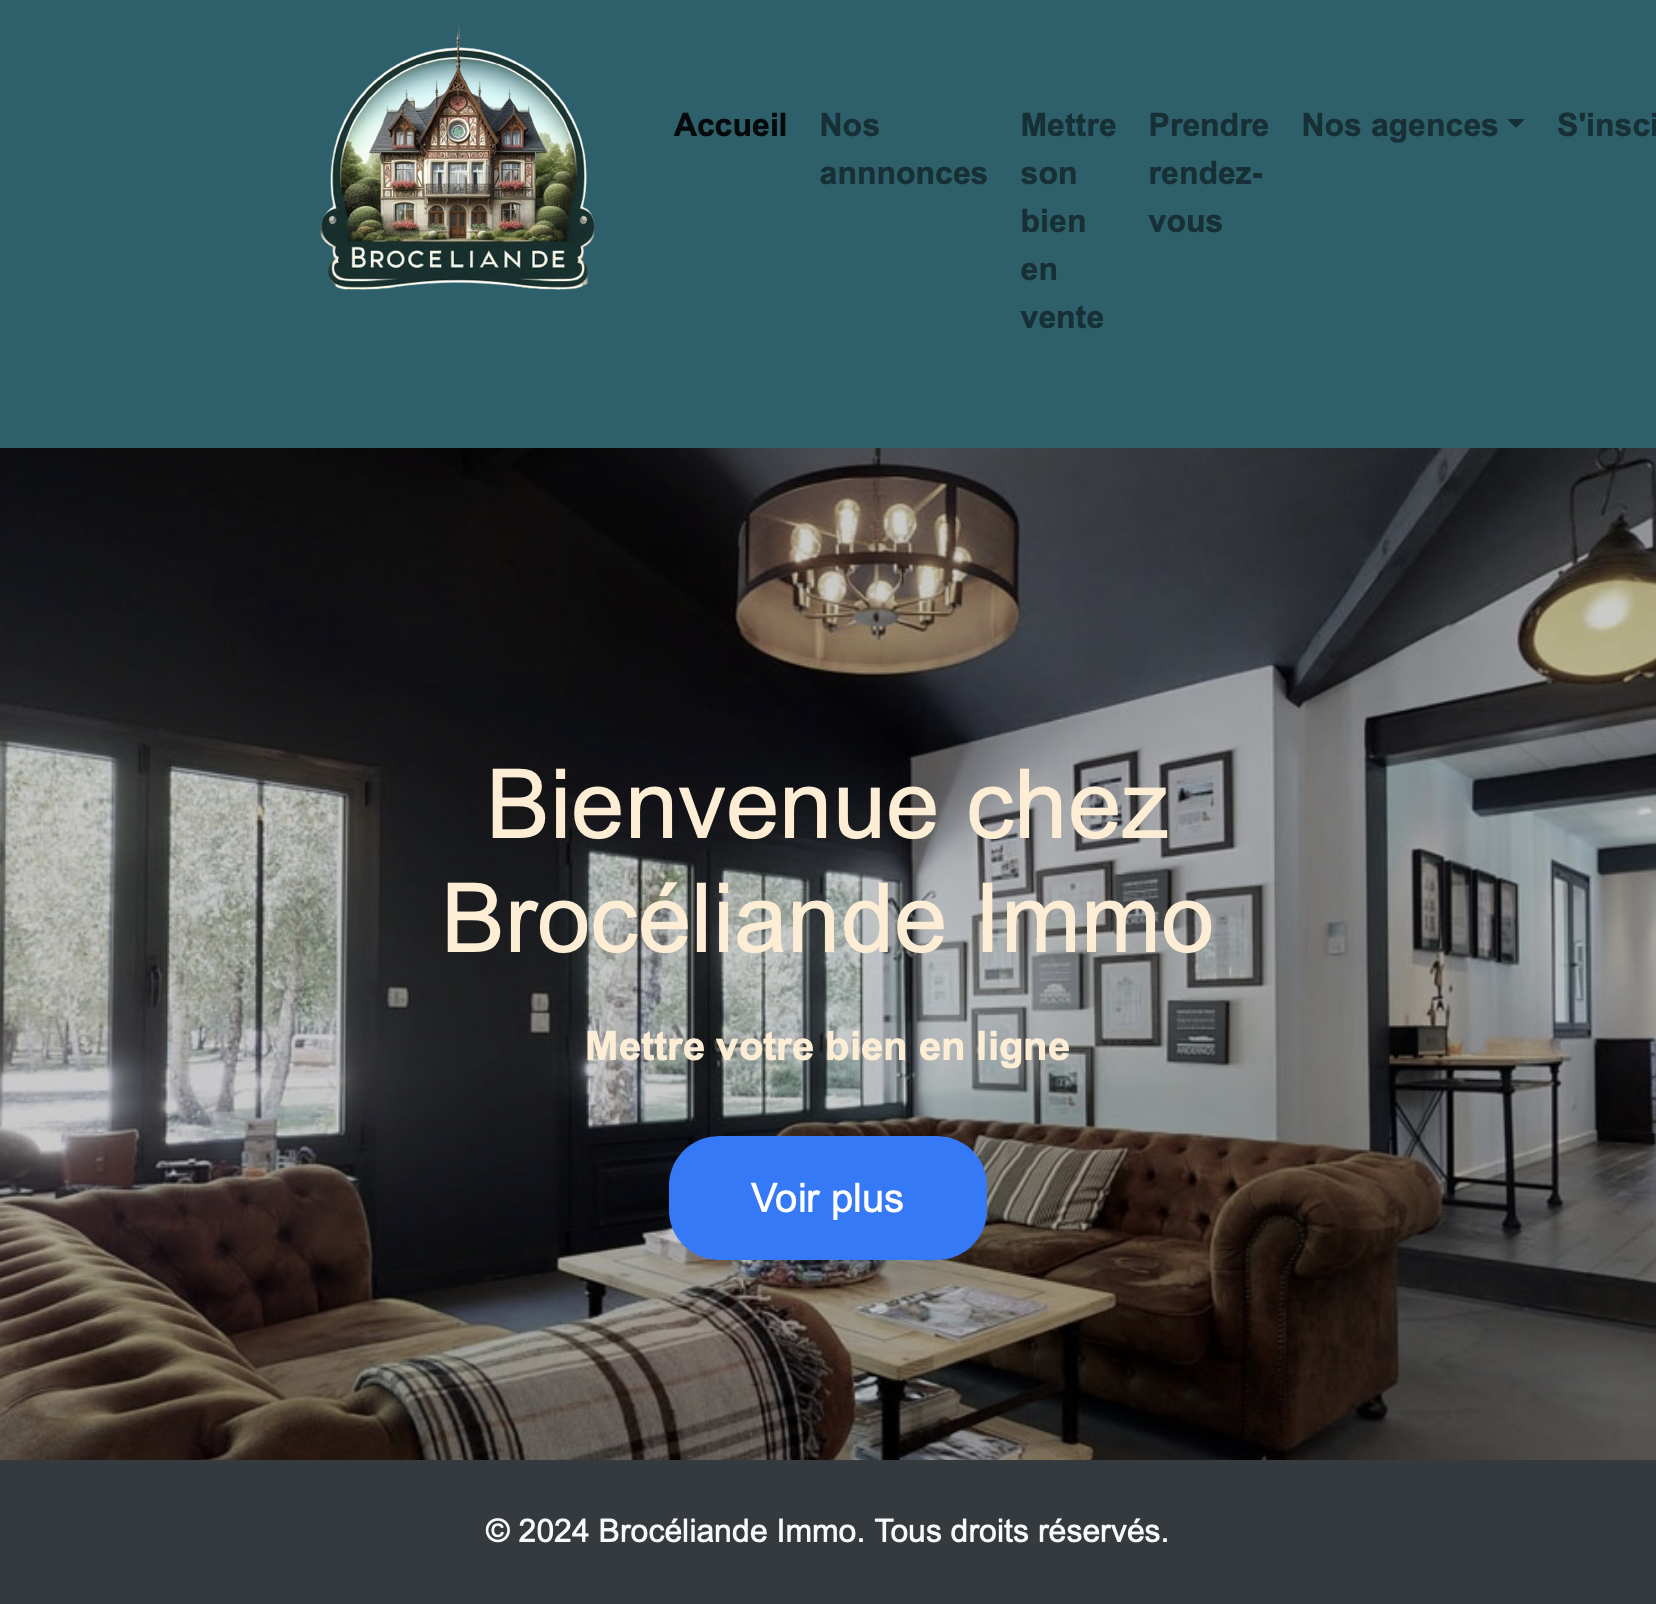 BROCELIANDE
Accueil
Nos
annnonces
Mettre
son
bien
en
vente
Prendre
rendez-
vous
Nos agences
S'insci
Bienvenue chez
Brocéliande Immo
Mettre votre bien en ligne
Voir plus
© 2024 Brocéliande Immo. Tous droits réservés.